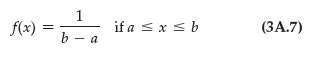 f(x) = 1 / (b − a) if a ≤ x ≤ b (3A.7)